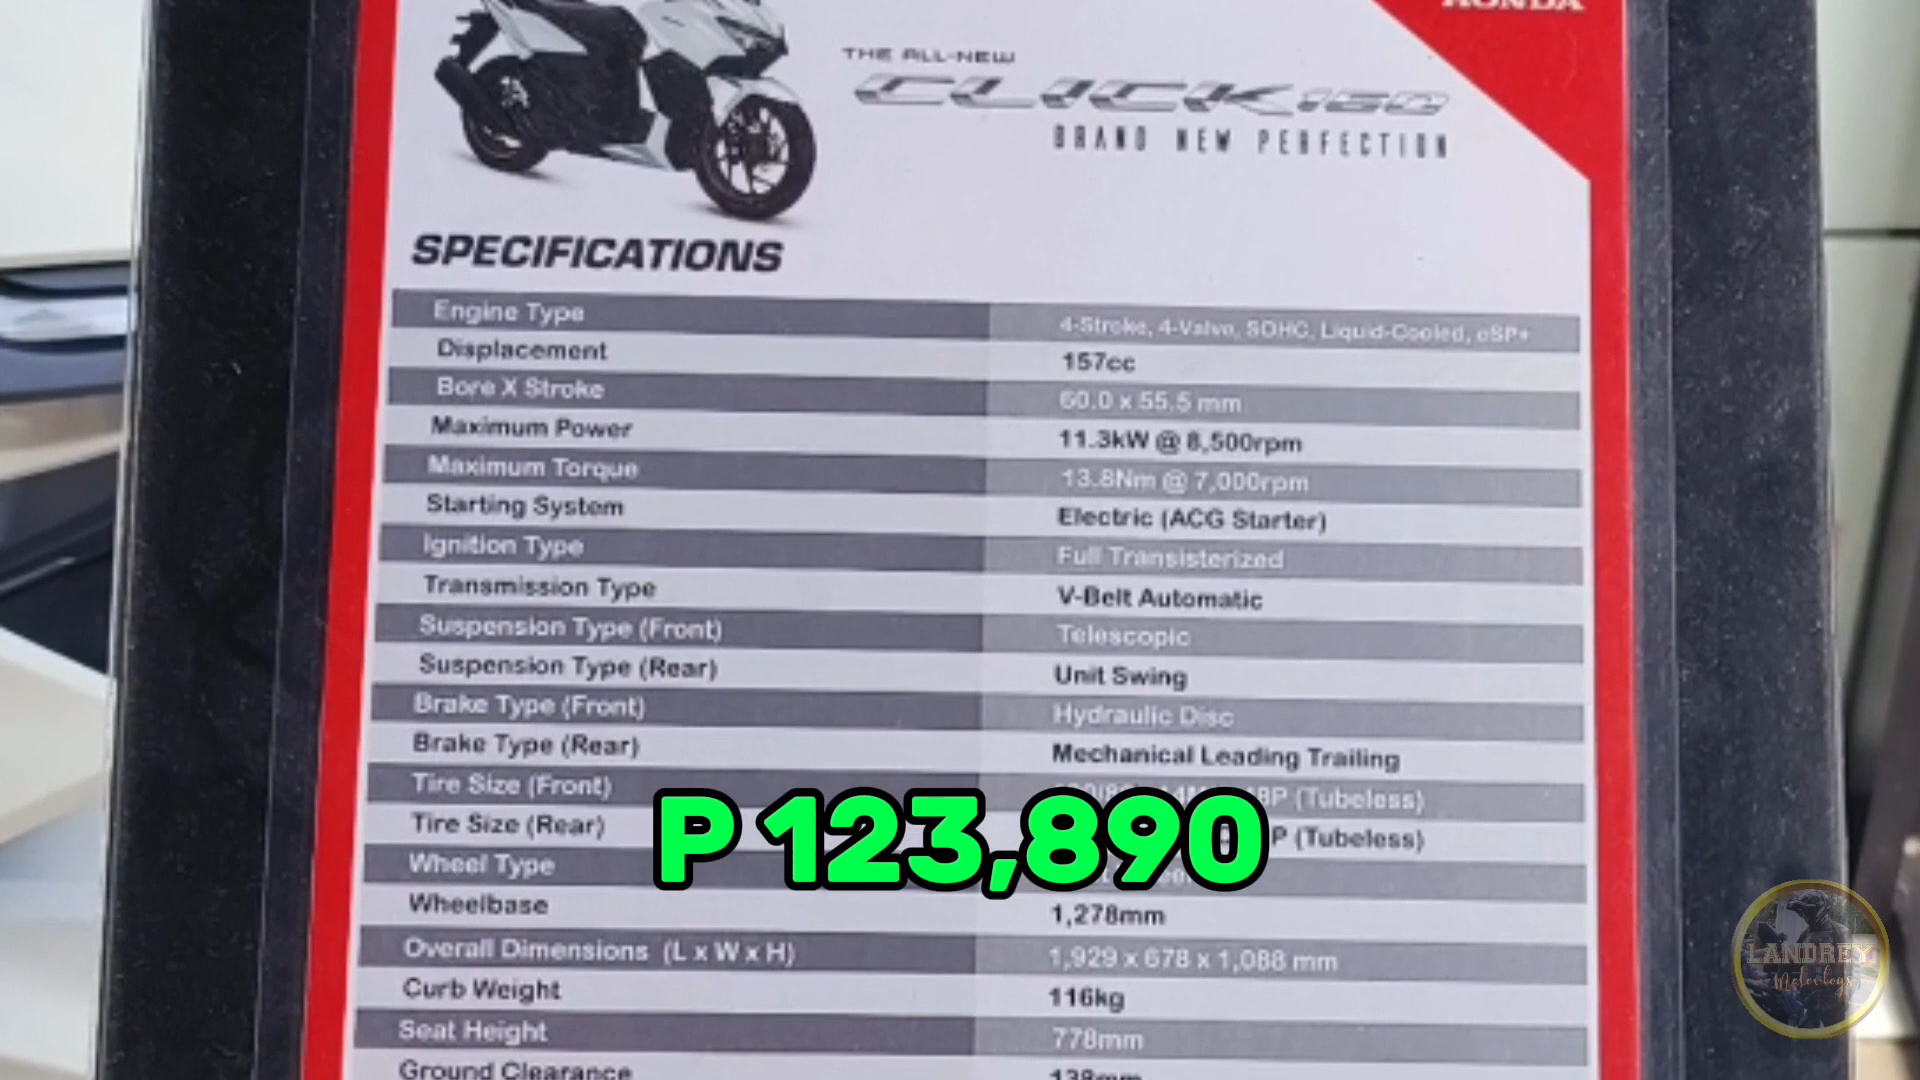 HONDA
THE ALL-NEW
CLICK160
BRAND NEW PERFECTION
SPECIFICATIONS
Engine Type 4-Stroke, 4-Valve, SOHC, Liquid-Cooled, eSP+
Displacement 157cc
Bore X Stroke 60.0 x 55.5 mm
Maximum Power 11.3kW @ 8,500rpm
Maximum Torque 13.8Nm @ 7,000rpm
Starting System Electric (ACG Starter)
Ignition Type Full Transisterized
Transmission Type V-Belt Automatic
Suspension Type (Front) Telescopic
Suspension Type (Rear) Unit Swing
Brake Type (Front) Hydraulic Disc
Brake Type (Rear) Mechanical Leading Trailing
Tire Size (Front) (Tubeless)
Tire Size (Rear) (Tubeless)
P 123,890
Wheel Type
Wheelbase 1,278mm
Overall Dimensions (L x W x H) 1,929 x 678 x 1,088 mm
Curb Weight 116kg
Seat Height 778mm
Ground Clearance 138mm
LANDREY
Motovlogs